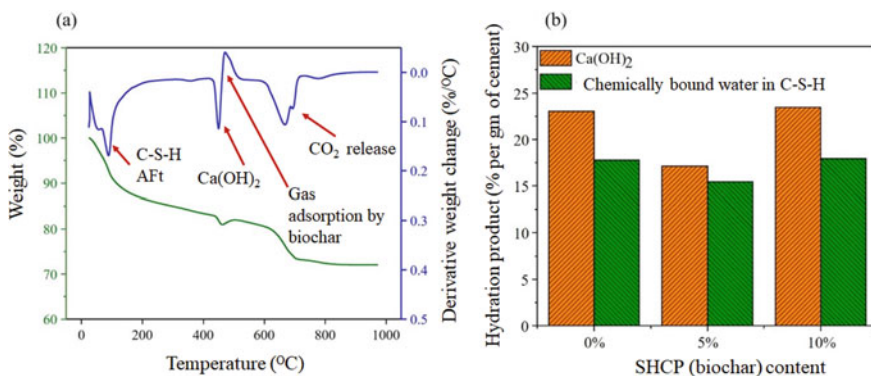 (a)
120
110
100
90
80
70
60
Weight (%)
0
200
400
600
800
1000
Temperature (⁰C)
0.0
0.1
0.2
0.3
0.4
0.5
Derivative weight change (%/⁰C)
C-S-H
AFt
Ca(OH)₂
Gas
adsorption by
biochar
CO₂ release
(b)
30
25
20
15
10
5
0
Hydration product (% per gm of cement)
Ca(OH)₂
Chemically bound water in C-S-H
0%
5%
10%
SHCP (biochar) content